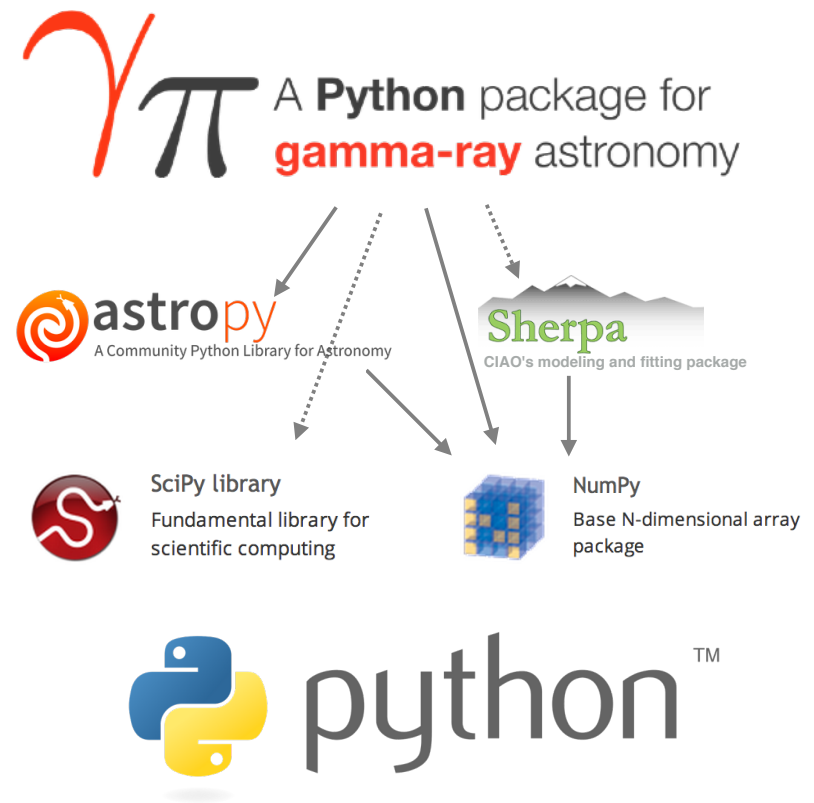 γπ
A Python package for
gamma-ray astronomy
astropy
A Community Python Library for Astronomy
Sherpa
CIAO's modeling and fitting package
SciPy library
Fundamental library for
scientific computing
NumPy
Base N-dimensional array
package
python
TM